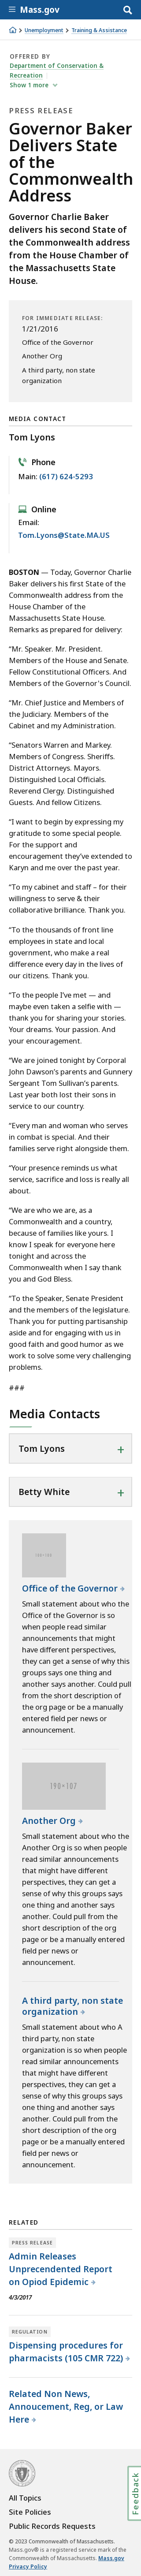 Mass.gov
Unemployment > Training & Assistance
OFFERED BY
Department of Conservation &
Recreation
Show 1 more
PRESS RELEASE
Governor Baker
Delivers State
of the
Commonwealth
Address
Governor Charlie Baker
delivers his second State of
the Commonwealth address
from the House Chamber of
the Massachusetts State
House.
FOR IMMEDIATE RELEASE:
1/21/2016
Office of the Governor
Another Org
A third party, non state
organization
MEDIA CONTACT
Tom Lyons
Phone
Main: (617) 624-5293
Online
Email:
Tom.Lyons@State.MA.US
BOSTON — Today, Governor Charlie
Baker delivers his first State of the
Commonwealth address from the
House Chamber of the
Massachusetts State House.
Remarks as prepared for delivery:
“Mr. Speaker. Mr. President.
Members of the House and Senate.
Fellow Constitutional Officers. And
Members of the Governor's Council.
“Mr. Chief Justice and Members of
the Judiciary. Members of the
Cabinet and my Administration.
“Senators Warren and Markey.
Members of Congress. Sheriffs.
District Attorneys. Mayors.
Distinguished Local Officials.
Reverend Clergy. Distinguished
Guests. And fellow Citizens.
“I want to begin by expressing my
gratitude to some special people.
For the support and
encouragement they’ve extended to
Karyn and me over the past year.
“To my cabinet and staff – for their
willingness to serve & their
collaborative brilliance. Thank you.
“To the thousands of front line
employees in state and local
government, who make a real
difference every day in the lives of
our citizens. Thank you.
“To the people I’ve met — and
maybe even taken a selfie with —
thank you for sharing your stories.
Your dreams. Your passion. And
your encouragement.
“We are joined tonight by Corporal
John Dawson's parents and Gunnery
Sergeant Tom Sullivan’s parents.
Last year both lost their sons in
service to our country.
“Every man and woman who serves
in combat is special. And their
families serve right alongside them.
“Your presence reminds us what
service, sacrifice and loss is really all
about.
“We are who we are, as a
Commonwealth and a country,
because of families like yours. I
know I speak for everyone here
tonight and across the
Commonwealth when I say thank
you and God Bless.
“To the Speaker, Senate President
and the members of the legislature.
Thank you for putting partisanship
aside and doing good as we work
to solve some very challenging
problems.
###
Media Contacts
Tom Lyons +
Betty White +
Office of the Governor
Small statement about who the
Office of the Governor is so
when people read similar
announcements that might
have different perspectives,
they can get a sense of why this
groups says one thing and
another says another. Could pull
from the short description of
the org page or be a manually
entered field per news or
announcement.
190×107
Another Org
Small statement about who the
Another Org is so when people
read similar announcements
that might have different
perspectives, they can get a
sense of why this groups says
one thing and another says
another. Could pull from the
short description of the org
page or be a manually entered
field per news or
announcement.
A third party, non state
organization
Small statement about who A
third party, non state
organization is so when people
read similar announcements
that might have different
perspectives, they can get a
sense of why this groups says
one thing and another says
another. Could pull from the
short description of the org
page or be a manually entered
field per news or
announcement.
RELATED
PRESS RELEASE
Admin Releases
Unprecendented Report
on Opiod Epidemic
4/3/2017
REGULATION
Dispensing procedures for
pharmacists (105 CMR 722)
Related Non News,
Annoucement, Reg, or Law
Here
Feedback
All Topics
Site Policies
Public Records Requests
© 2023 Commonwealth of Massachusetts.
Mass.gov® is a registered service mark of the
Commonwealth of Massachusetts. Mass.gov
Privacy Policy